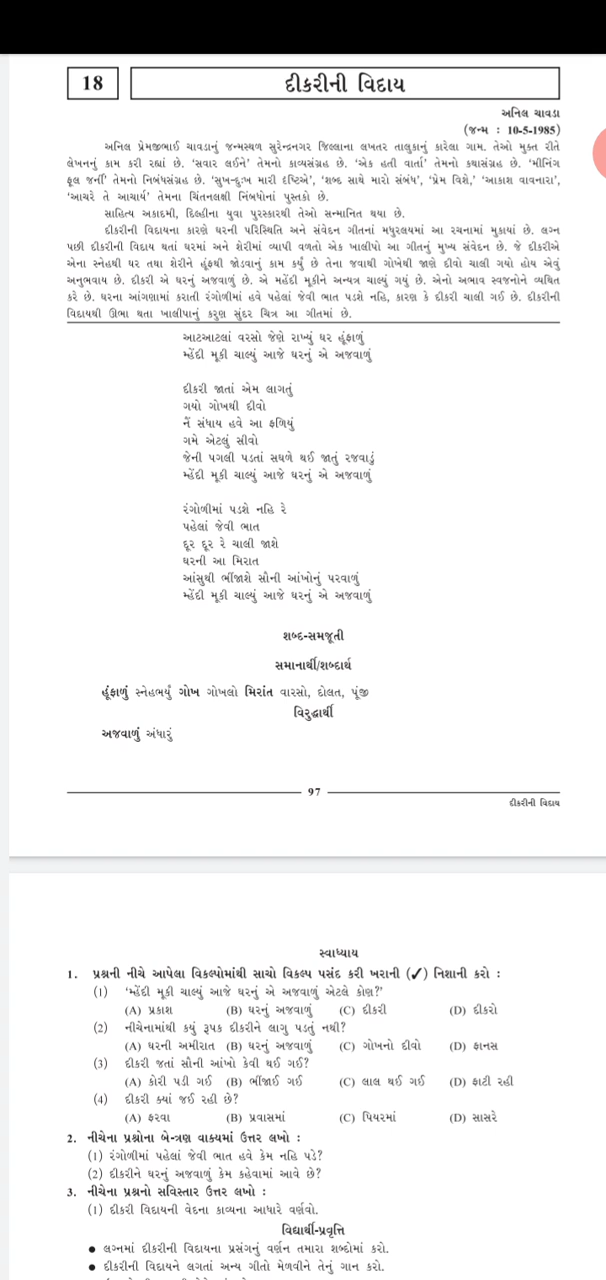 18
દીકરીની વિદાય
અનિલ ચાવડા
(જન્મ : 10-5-1985)
અનિલ પ્રેમજીભાઈ ચાવડાનું જન્મસ્થળ સુરેન્દ્રનગર જિલ્લાના લખતર તાલુકાનું કારેલા ગામ. તેઓ મુક્ત રીતે
લેખનનું કામ કરી રહ્યાં છે. ‘સવાર લઈને’ તેમનો કાવ્યસંગ્રહ છે. ‘એક હતી વાર્તા’ તેમનો કથાસંગ્રહ છે. ‘મીનિંગ
ફૂલ જર્ની’ તેમનો નિબંધસંગ્રહ છે. ‘સુખ-દુઃખ મારી દૃષ્ટિએ’, ‘શબ્દ સાથે મારો સંબંધ’, ‘પ્રેમ વિશે,’ ‘આકાશ વાવનારા’,
‘આચરે તે આચાર્ય’ તેમના ચિંતનલક્ષી નિબંધોનાં પુસ્તકો છે.
સાહિત્ય અકાદમી, દિલ્હીના યુવા પુરસ્કારથી તેઓ સન્માનિત થયા છે.
દીકરીની વિદાયના કારણે ઘરની પરિસ્થિતિ અને સંવેદન ગીતનાં મધુરલયમાં આ રચનામાં મુકાયાં છે. લગ્ન
પછી દીકરીની વિદાય થતાં ઘરમાં અને શેરીમાં વ્યાપી વળતો એક ખાલીપો આ ગીતનું મુખ્ય સંવેદન છે. જે દીકરીએ
એના સ્નેહથી ઘર તથા શેરીને હૂંફથી જોડવાનું કામ કર્યું છે તેના જવાથી ગોખેથી જાણે દીવો ચાલી ગયો હોય એવું
અનુભવાય છે. દીકરી એ ઘરનું અજવાળું છે. એ મહેંદી મૂકીને અન્યત્ર ચાલ્યું ગયું છે. એનો અભાવ સ્વજનોને વ્યથિત
કરે છે. ઘરના આંગણામાં કરાતી રંગોળીમાં હવે પહેલાં જેવી ભાત પડશે નહિ, કારણ કે દીકરી ચાલી ગઈ છે. દીકરીની
વિદાયથી ઊભા થતા ખાલીપાનું કરુણ સુંદર ચિત્ર આ ગીતમાં છે.
આટઆટલાં વરસો જેણે રાખ્યું ઘર હૂંફાળું
મ્હેંદી મૂકી ચાલ્યું આજે ઘરનું એ અજવાળું
દીકરી જાતાં એમ લાગતું
ગયો ગોખથી દીવો
નૈં સંધાય હવે આ ફળિયું
ગમે એટલું સીવો
જેની પગલી પડતાં સઘળે થઈ જાતું રજવાડું
મ્હેંદી મૂકી ચાલ્યું આજે ઘરનું એ અજવાળું
રંગોળીમાં પડશે નહિ રે
પહેલાં જેવી ભાત
દૂર દૂર રે ચાલી જાશે
ઘરની આ મિરાત
આંસુથી ભીંજાશે સૌની આંખોનું પરવાળું
મ્હેંદી મૂકી ચાલ્યું આજે ઘરનું એ અજવાળું
શબ્દ-સમજૂતી
સમાનાર્થી/શબ્દાર્થ
હૂંફાળું સ્નેહભર્યું ગોખ ગોખલો મિરાંત વારસો, દોલત, પૂંજી
વિરુદ્ધાર્થી
અજવાળું અંધારું
97
દીકરીની વિદાય
સ્વાધ્યાય
1. પ્રશ્નની નીચે આપેલા વિકલ્પોમાંથી સાચો વિકલ્પ પસંદ કરી ખરાની (✓) નિશાની કરો :
(1) ‘મ્હેંદી મૂકી ચાલ્યું આજે ઘરનું એ અજવાળું એટલે કોણ?’
(A) પ્રકાશ (B) ઘરનું અજવાળું (C) દીકરી (D) દીકરો
(2) નીચેનામાંથી કયું રૂપક દીકરીને લાગુ પડતું નથી?
(A) ઘરની અમીરાત (B) ઘરનું અજવાળું (C) ગોખનો દીવો (D) ફાનસ
(3) દીકરી જતાં સૌની આંખો કેવી થઈ ગઈ?
(A) કોરી પડી ગઈ (B) ભીંજાઈ ગઈ (C) લાલ થઈ ગઈ (D) ફાટી રહી
(4) દીકરી ક્યાં જઈ રહી છે?
(A) ફરવા (B) પ્રવાસમાં (C) પિયરમાં (D) સાસરે
2. નીચેના પ્રશ્નોના બે-ત્રણ વાક્યમાં ઉત્તર લખો :
(1) રંગોળીમાં પહેલાં જેવી ભાત હવે કેમ નહિ પડે?
(2) દીકરીને ઘરનું અજવાળું કેમ કહેવામાં આવે છે?
3. નીચેના પ્રશ્નનો સવિસ્તાર ઉત્તર લખો :
(1) દીકરી વિદાયની વેદના કાવ્યના આધારે વર્ણવો.
વિદ્યાર્થી-પ્રવૃત્તિ
● લગ્નમાં દીકરીની વિદાયના પ્રસંગનું વર્ણન તમારા શબ્દોમાં કરો.
● દીકરીની વિદાયને લગતાં અન્ય ગીતો મેળવીને તેનું ગાન કરો.